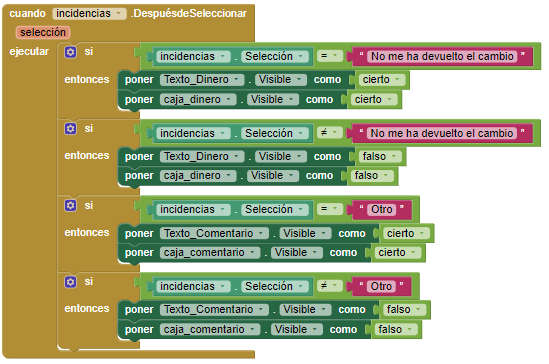 cuando incidencias .DespuésdeSeleccionar
selección
ejecutar si incidencias . Selección = " No me ha devuelto el cambio "
entonces poner Texto_Dinero . Visible como cierto
poner caja_dinero . Visible como cierto
si incidencias . Selección ≠ " No me ha devuelto el cambio "
entonces poner Texto_Dinero . Visible como falso
poner caja_dinero . Visible como falso
si incidencias . Selección = " Otro "
entonces poner Texto_Comentario . Visible como cierto
poner caja_comentario . Visible como cierto
si incidencias . Selección ≠ " Otro "
entonces poner Texto_Comentario . Visible como falso
poner caja_comentario . Visible como falso